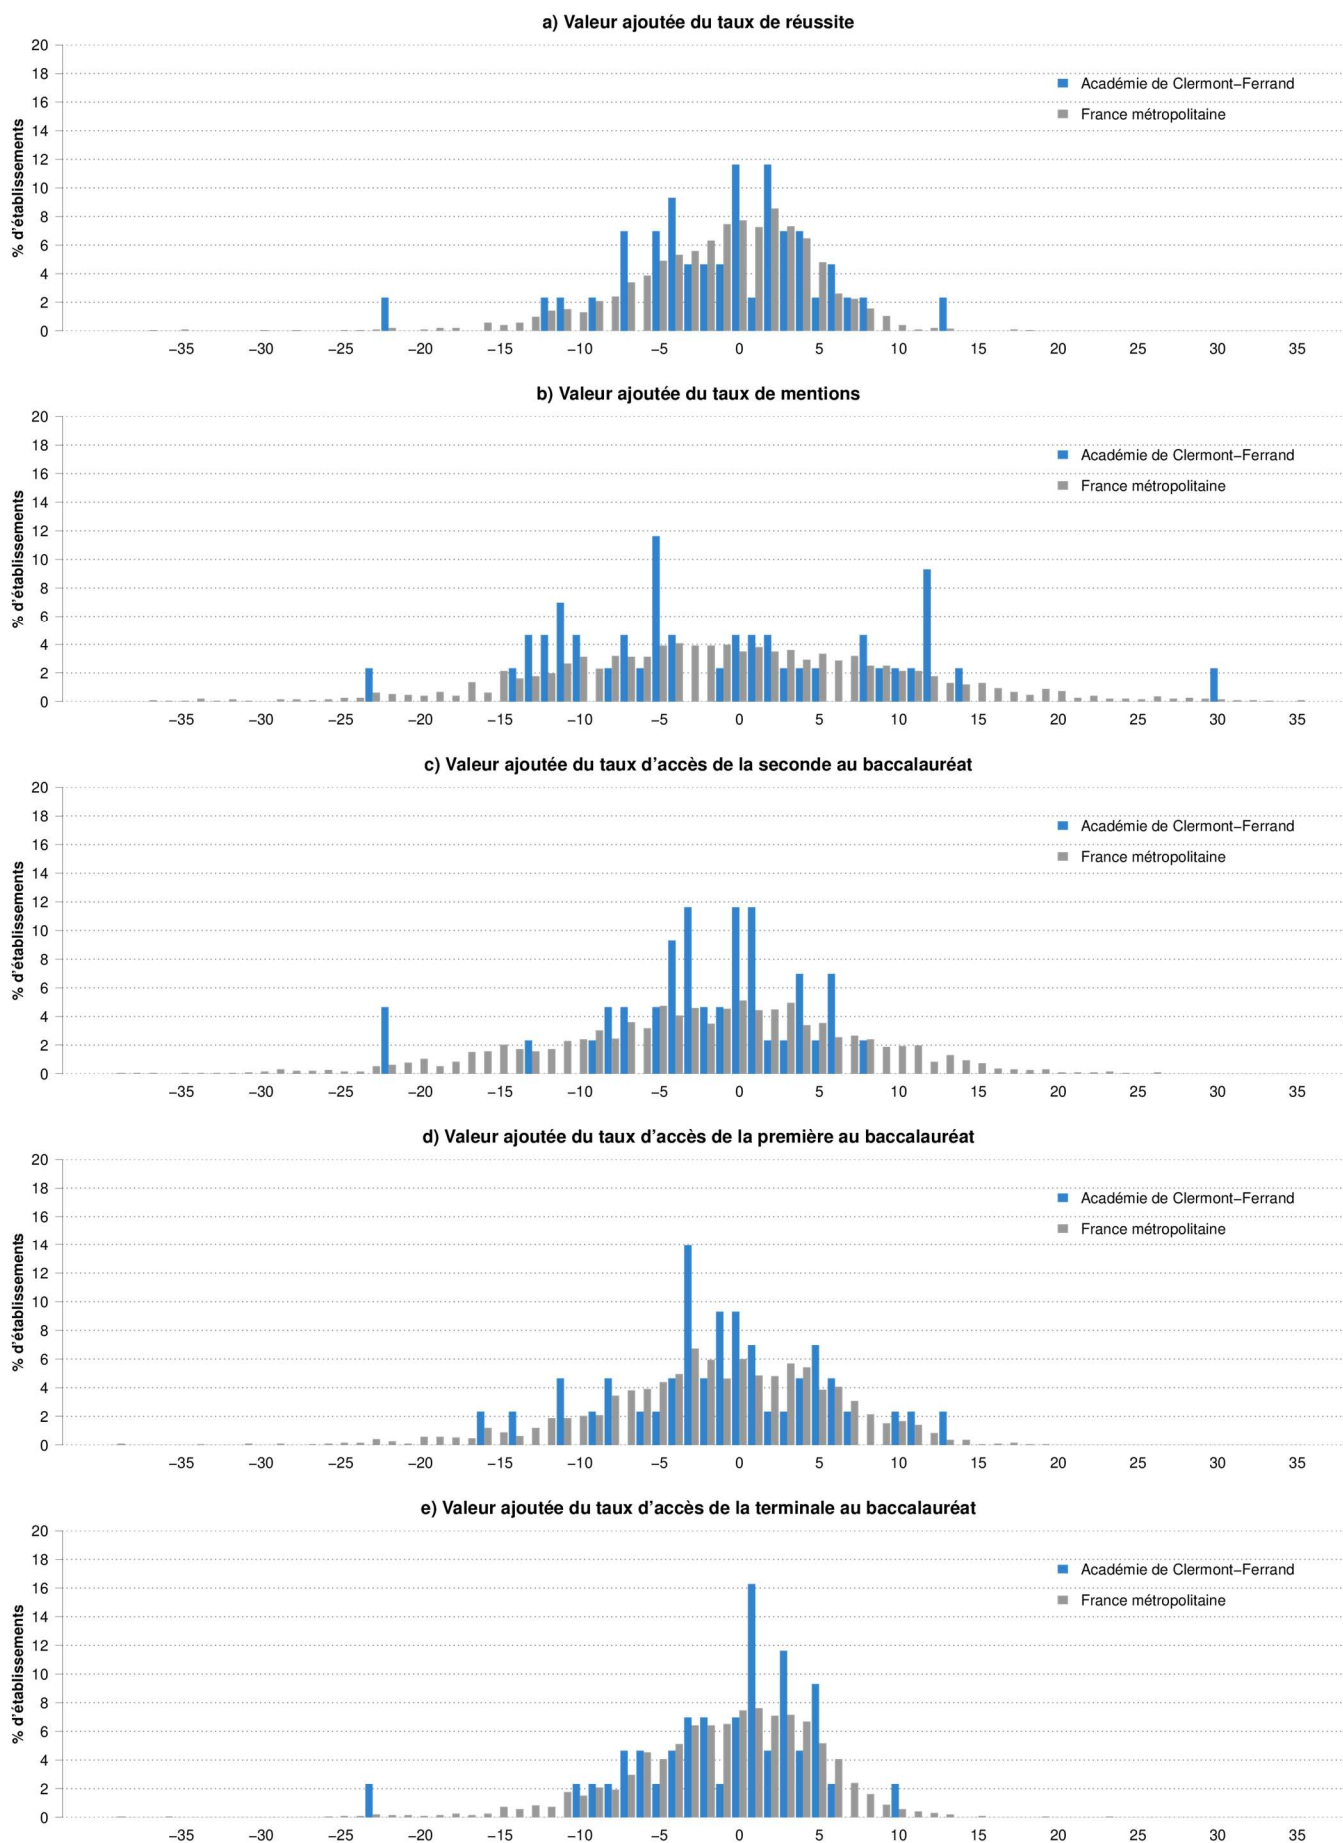 a) Valeur ajoutée du taux de réussite
% d'établissements
20
18
16
14
12
10
8
6
4
2
0
Académie de Clermont−Ferrand
France métropolitaine
−35 −30 −25 −20 −15 −10 −5 0 5 10 15 20 25 30 35
b) Valeur ajoutée du taux de mentions
% d'établissements
20
18
16
14
12
10
8
6
4
2
0
Académie de Clermont−Ferrand
France métropolitaine
−35 −30 −25 −20 −15 −10 −5 0 5 10 15 20 25 30 35
c) Valeur ajoutée du taux d'accès de la seconde au baccalauréat
% d'établissements
20
18
16
14
12
10
8
6
4
2
0
Académie de Clermont−Ferrand
France métropolitaine
−35 −30 −25 −20 −15 −10 −5 0 5 10 15 20 25 30 35
d) Valeur ajoutée du taux d'accès de la première au baccalauréat
% d'établissements
20
18
16
14
12
10
8
6
4
2
0
Académie de Clermont−Ferrand
France métropolitaine
−35 −30 −25 −20 −15 −10 −5 0 5 10 15 20 25 30 35
e) Valeur ajoutée du taux d'accès de la terminale au baccalauréat
% d'établissements
20
18
16
14
12
10
8
6
4
2
0
Académie de Clermont−Ferrand
France métropolitaine
−35 −30 −25 −20 −15 −10 −5 0 5 10 15 20 25 30 35